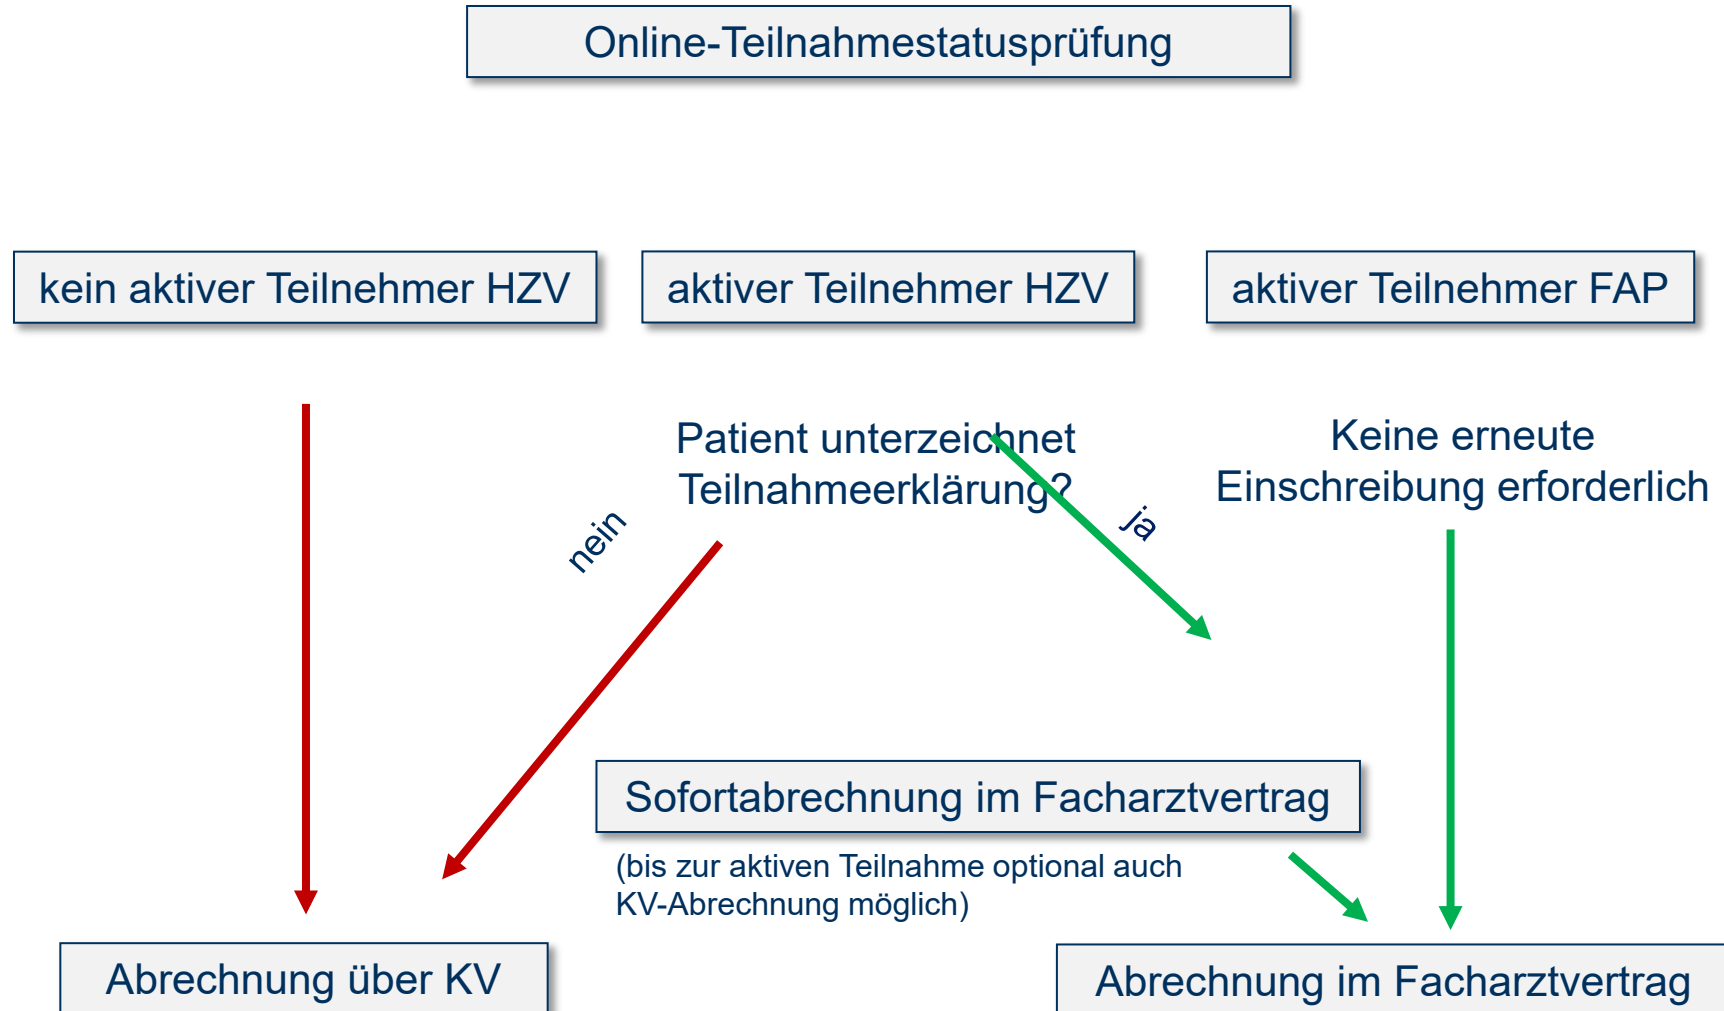 Online-Teilnahmestatusprüfung
kein aktiver Teilnehmer HZV
aktiver Teilnehmer HZV
aktiver Teilnehmer FAP
Patient unterzeichnet
Teilnahmeerklärung?
Keine erneute
Einschreibung erforderlich
nein
ja
Sofortabrechnung im Facharztvertrag
(bis zur aktiven Teilnahme optional auch
KV-Abrechnung möglich)
Abrechnung über KV
Abrechnung im Facharztvertrag